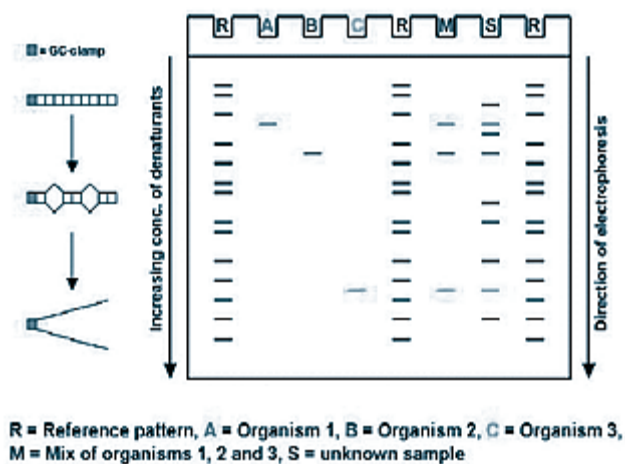 R A B C R M S R
= GC-clamp
Increasing conc. of denaturants
Direction of electrophoresis
R = Reference pattern, A = Organism 1, B = Organism 2, C = Organism 3,
M = Mix of organisms 1, 2 and 3, S = unknown sample